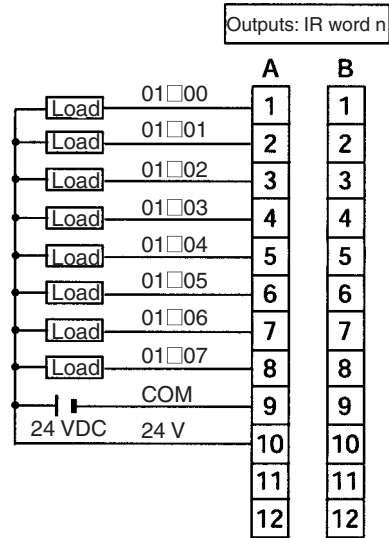 Outputs: IR word n
A B
Load 01□00 1 1
Load 01□01 2 2
Load 01□02 3 3
Load 01□03 4 4
Load 01□04 5 5
Load 01□05 6 6
Load 01□06 7 7
Load 01□07 8 8
COM 9 9
24 VDC 24 V 10 10
11 11
12 12